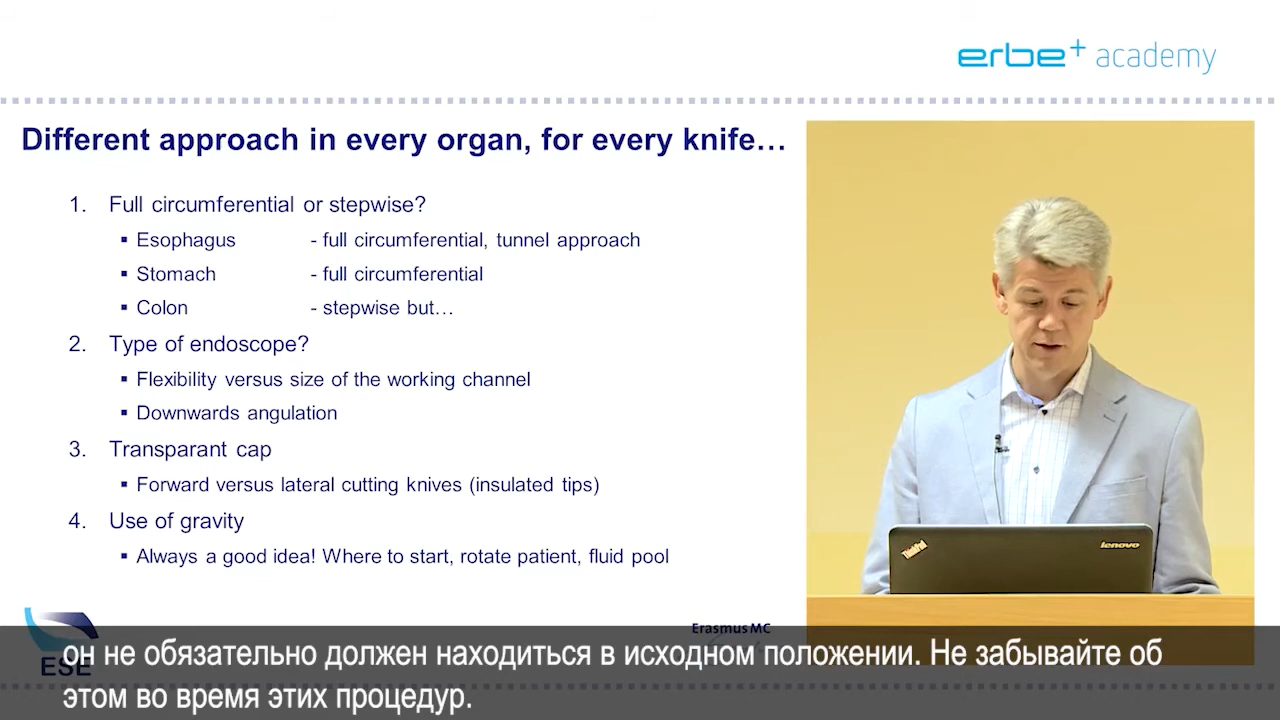 erbe+ academy
Different approach in every organ, for every knife…
1. Full circumferential or stepwise?
▪ Esophagus - full circumferential, tunnel approach
▪ Stomach - full circumferential
▪ Colon - stepwise but…
2. Type of endoscope?
▪ Flexibility versus size of the working channel
▪ Downwards angulation
3. Transparant cap
▪ Forward versus lateral cutting knives (insulated tips)
4. Use of gravity
▪ Always a good idea! Where to start, rotate patient, fluid pool
ThinkPad
lenovo
Erasmus MC
ESE
он не обязательно должен находиться в исходном положении. Не забывайте об
этом во время этих процедур.